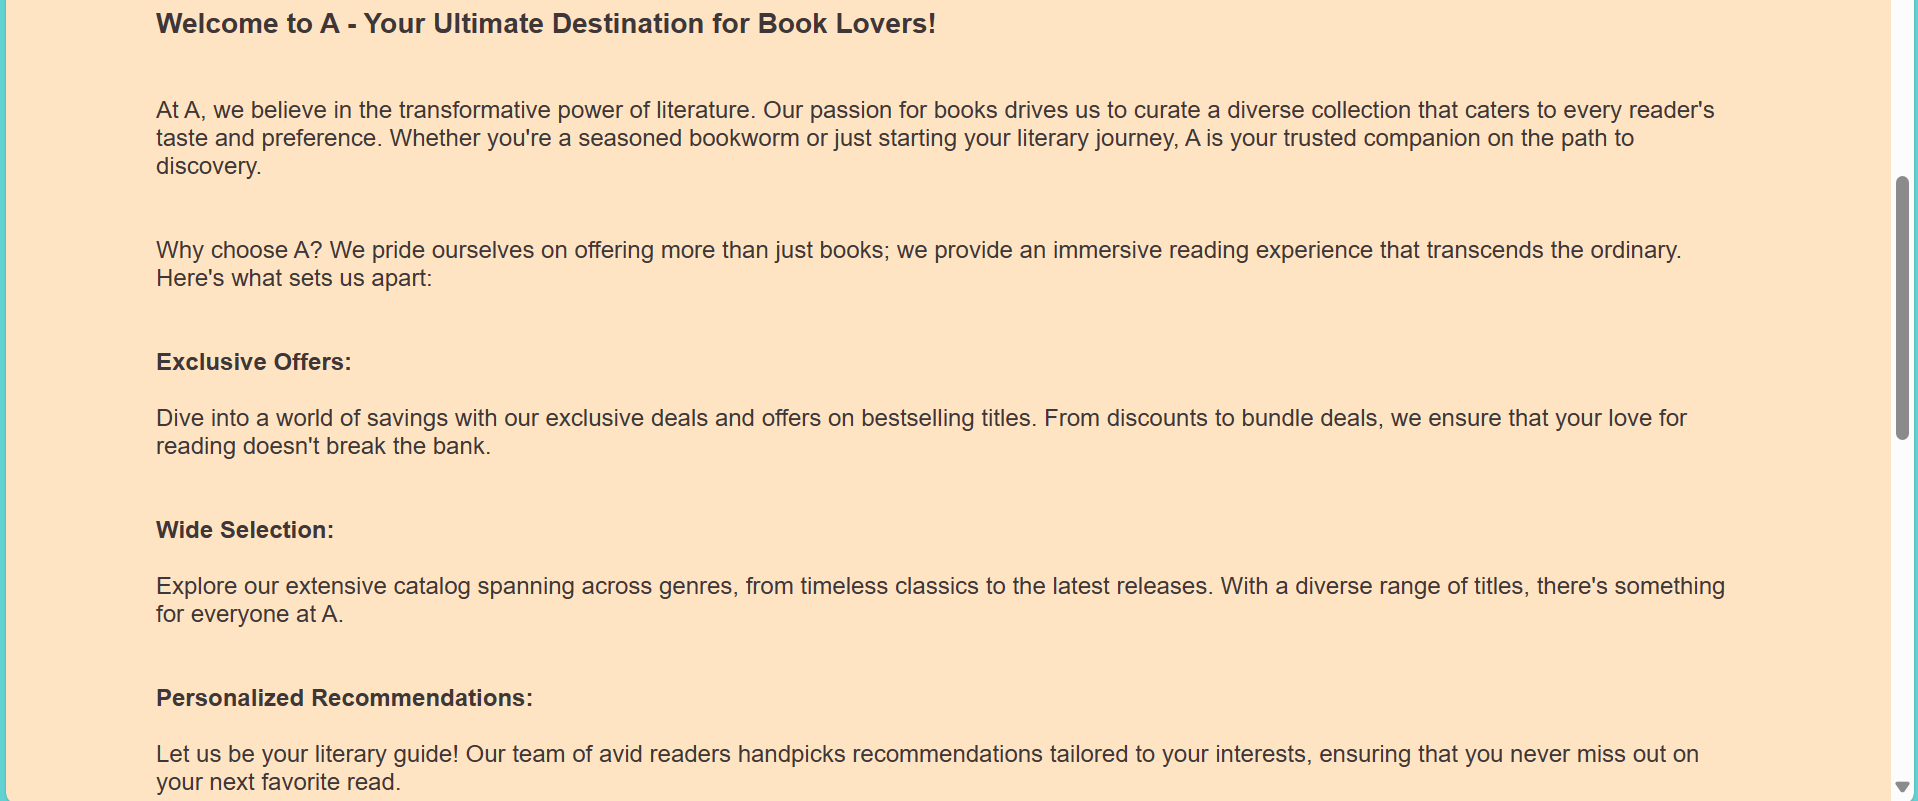 Welcome to A - Your Ultimate Destination for Book Lovers!
At A, we believe in the transformative power of literature. Our passion for books drives us to curate a diverse collection that caters to every reader's
taste and preference. Whether you're a seasoned bookworm or just starting your literary journey, A is your trusted companion on the path to
discovery.
Why choose A? We pride ourselves on offering more than just books; we provide an immersive reading experience that transcends the ordinary.
Here's what sets us apart:
Exclusive Offers:
Dive into a world of savings with our exclusive deals and offers on bestselling titles. From discounts to bundle deals, we ensure that your love for
reading doesn't break the bank.
Wide Selection:
Explore our extensive catalog spanning across genres, from timeless classics to the latest releases. With a diverse range of titles, there's something
for everyone at A.
Personalized Recommendations:
Let us be your literary guide! Our team of avid readers handpicks recommendations tailored to your interests, ensuring that you never miss out on
your next favorite read.